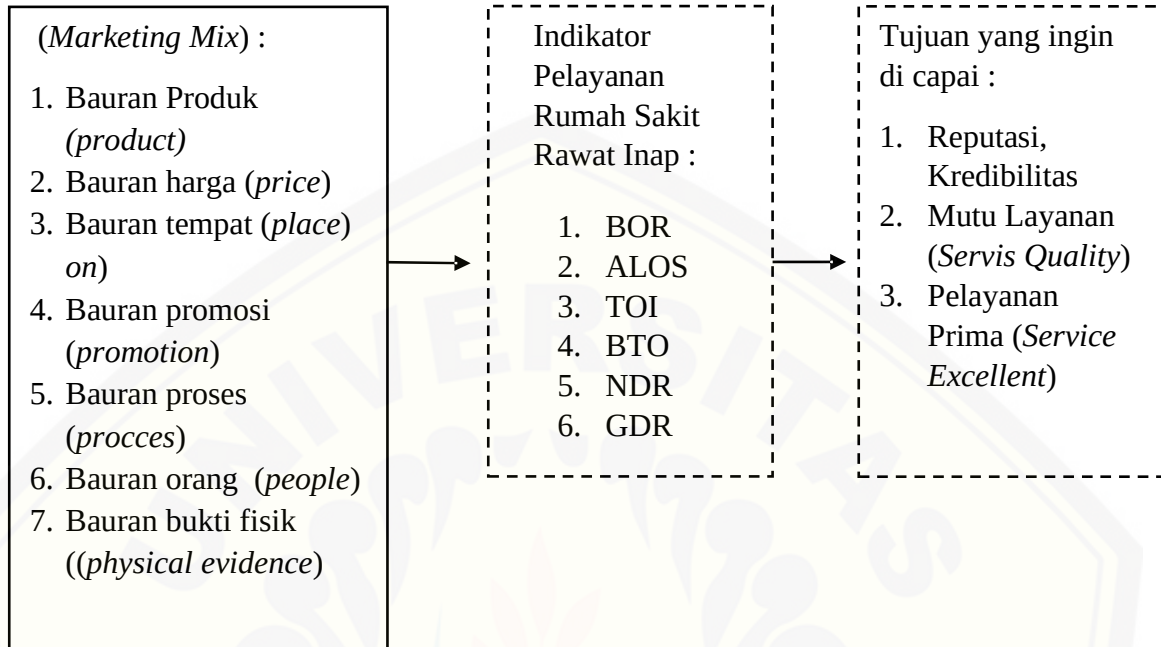 (Marketing Mix) :
1. Bauran Produk
(product)
2. Bauran harga (price)
3. Bauran tempat (place)
on)
4. Bauran promosi
(promotion)
5. Bauran proses
(procces)
6. Bauran orang (people)
7. Bauran bukti fisik
((physical evidence)
Indikator
Pelayanan
Rumah Sakit
Rawat Inap :
1. BOR
2. ALOS
3. TOI
4. BTO
5. NDR
6. GDR
Tujuan yang ingin
di capai :
1. Reputasi,
Kredibilitas
2. Mutu Layanan
(Servis Quality)
3. Pelayanan
Prima (Service
Excellent)
UNIVERSITAS